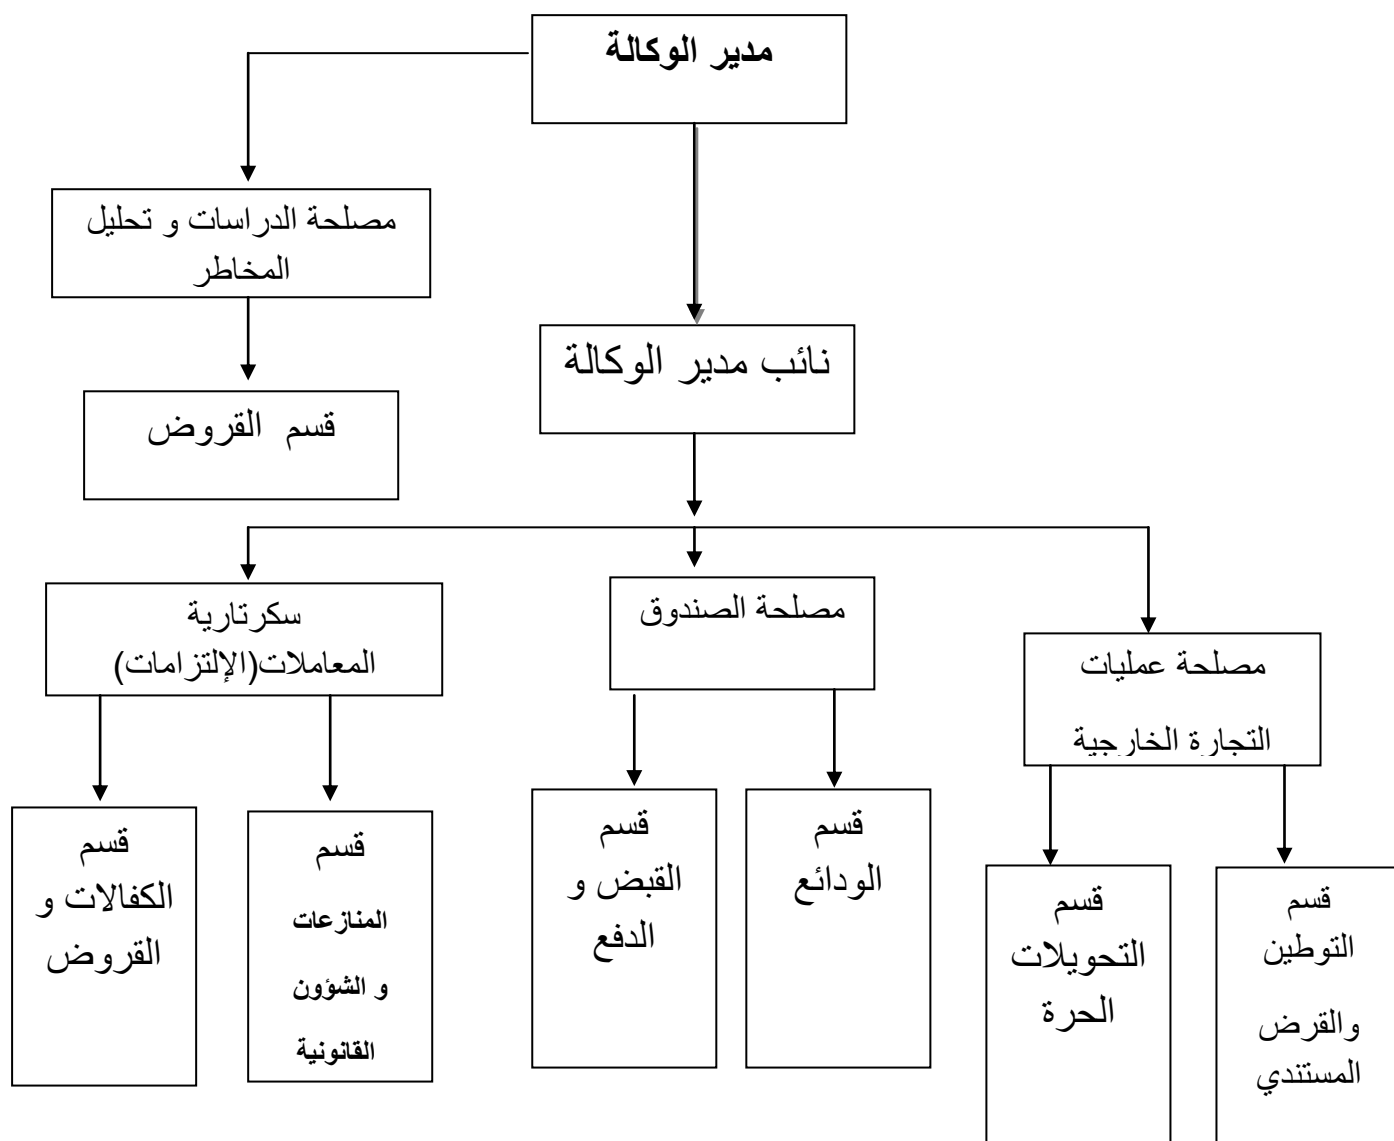 مدير الوكالة
مصلحة الدراسات و تحليل
المخاطر
نائب مدير الوكالة
قسم القروض
سكرتارية
المعاملات(الإلتزامات)
مصلحة الصندوق
مصلحة عمليات
التجارة الخارجية
قسم
الكفالات و
القروض
قسم
المنازعات
و الشؤون
القانونية
قسم
القبض و
الدفع
قسم
الودائع
قسم
التحويلات
الحرة
قسم
التوطين
والقرض
المستندي